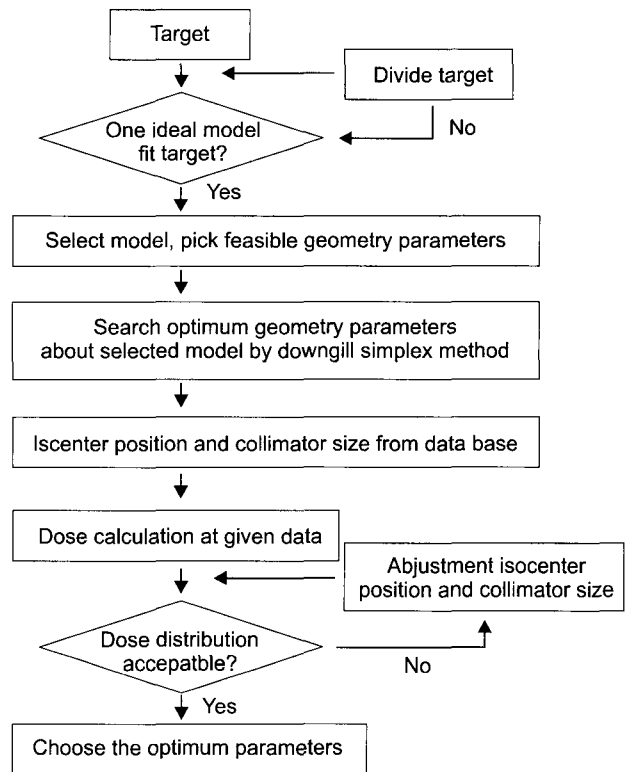 Target
Divide target
One ideal model
fit target?
No
Yes
Select model, pick feasible geometry parameters
Search optimum geometry parameters
about selected model by downgill simplex method
Iscenter position and collimator size from data base
Dose calculation at given data
Abjustment isocenter
position and collimator size
Dose distribution
accepatble?
No
Yes
Choose the optimum parameters